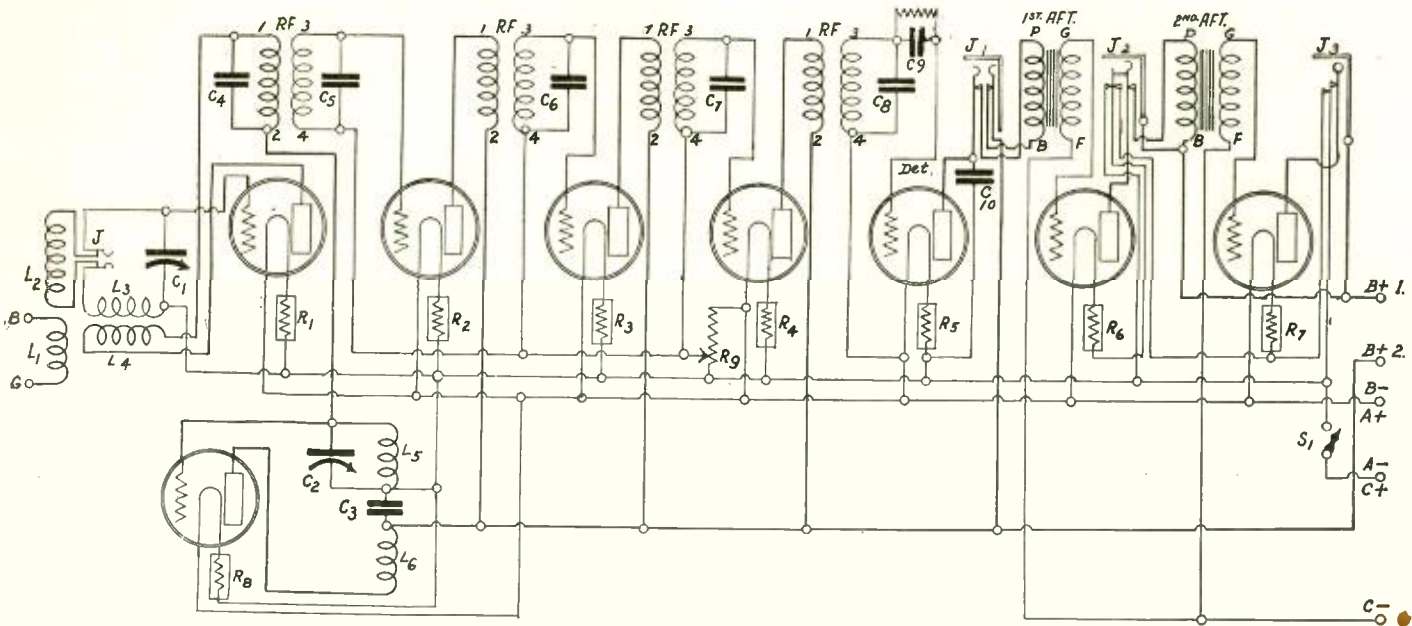 1 RF 3
1 RF 3
1 RF 3
1 RF 3
1ST. AFT.
2ND. AFT.
C4
C5
C6
C7
C8
C9
J1
P
G
J2
P
G
J3
2
4
2
4
2
4
2
4
B
F
B
F
Det.
C10
J
L2
C1
L3
B
L1
L4
G
R1
R2
R3
R9
R4
R5
R6
R7
B+ 1.
B+ 2.
B-
A+
S1
A-
C+
C2
L5
C3
L6
R8
C-